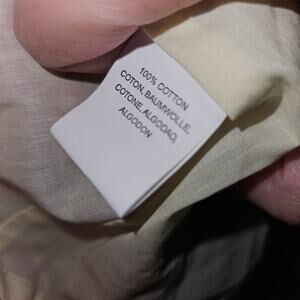 100% COTTON
COTON, BAUMWOLLE,
COTONE, ALGODAO,
ALGODON